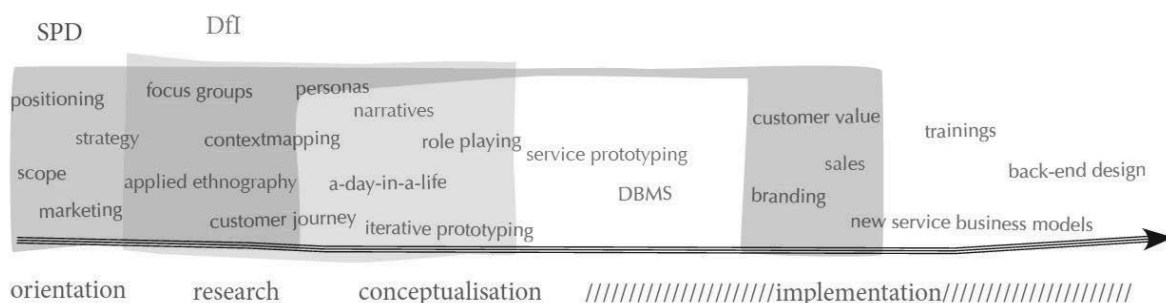 SPD DfI
positioning focus groups personas
narratives
strategy contextmapping role playing customer value trainings
service prototyping
scope applied ethnography a-day-in-a-life DBMS sales back-end design
branding
marketing customer journey iterative prototyping new service business models
orientation research conceptualisation ///////////////////////implementation///////////////////////